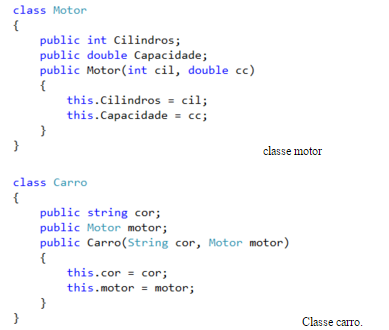 class Motor
{
    public int Cilindros;
    public double Capacidade;
    public Motor(int cil, double cc)
    {
        this.Cilindros = cil;
        this.Capacidade = cc;
    }
}
classe motor
class Carro
{
    public string cor;
    public Motor motor;
    public Carro(String cor, Motor motor)
    {
        this.cor = cor;
        this.motor = motor;
    }
}
Classe carro.